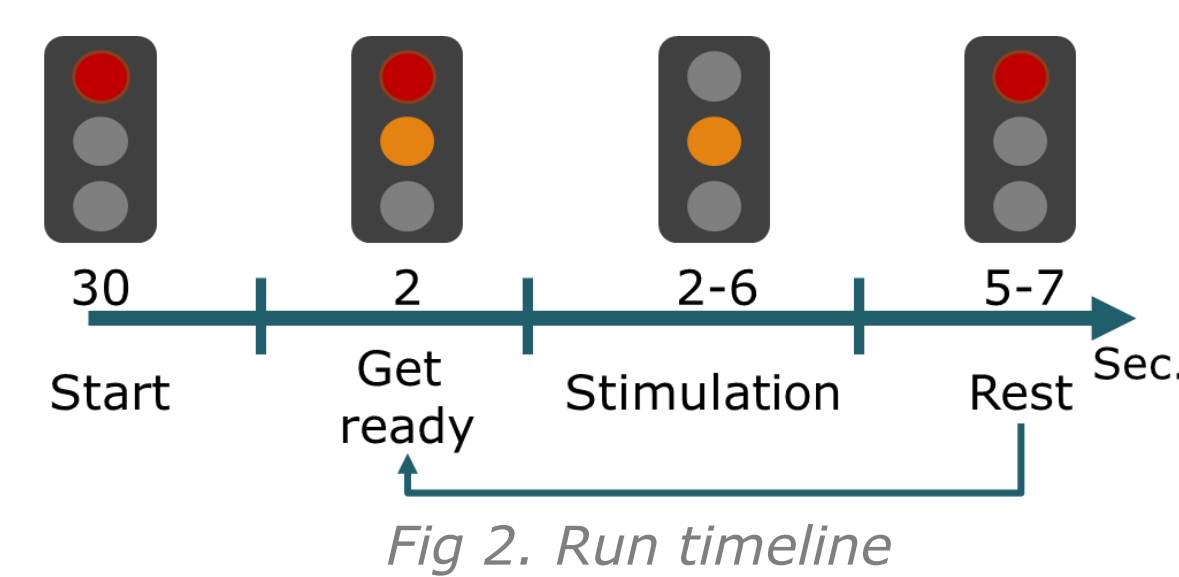 30 2 2-6 5-7
Sec.
Start Get ready Stimulation Rest
Fig 2. Run timeline